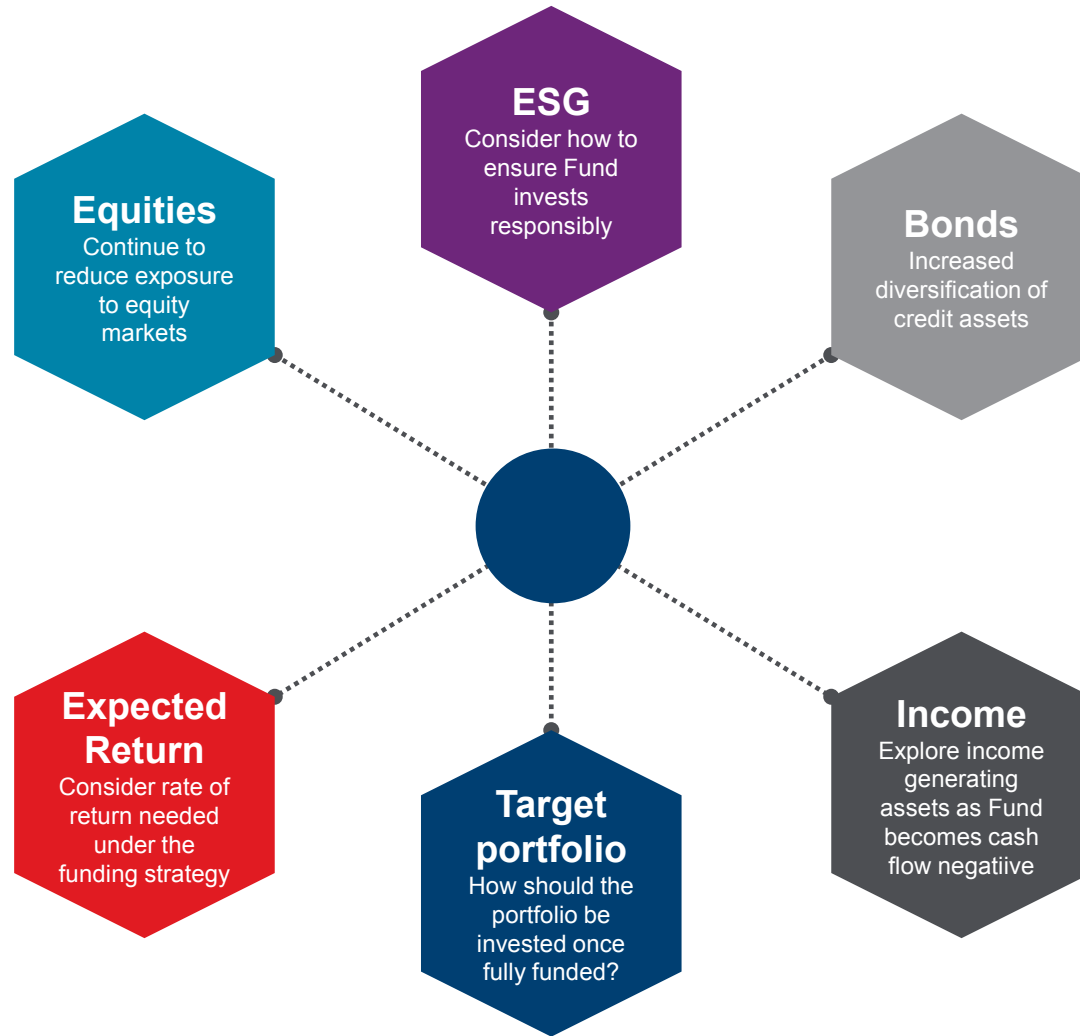 ESG
Consider how to
ensure Fund
invests
responsibly
Equities
Continue to
reduce exposure
to equity
markets
Bonds
Increased
diversification of
credit assets
Expected
Return
Consider rate of
return needed
under the
funding strategy
Target
portfolio
How should the
portfolio be
invested once
fully funded?
Income
Explore income
generating
assets as Fund
becomes cash
flow negatiive